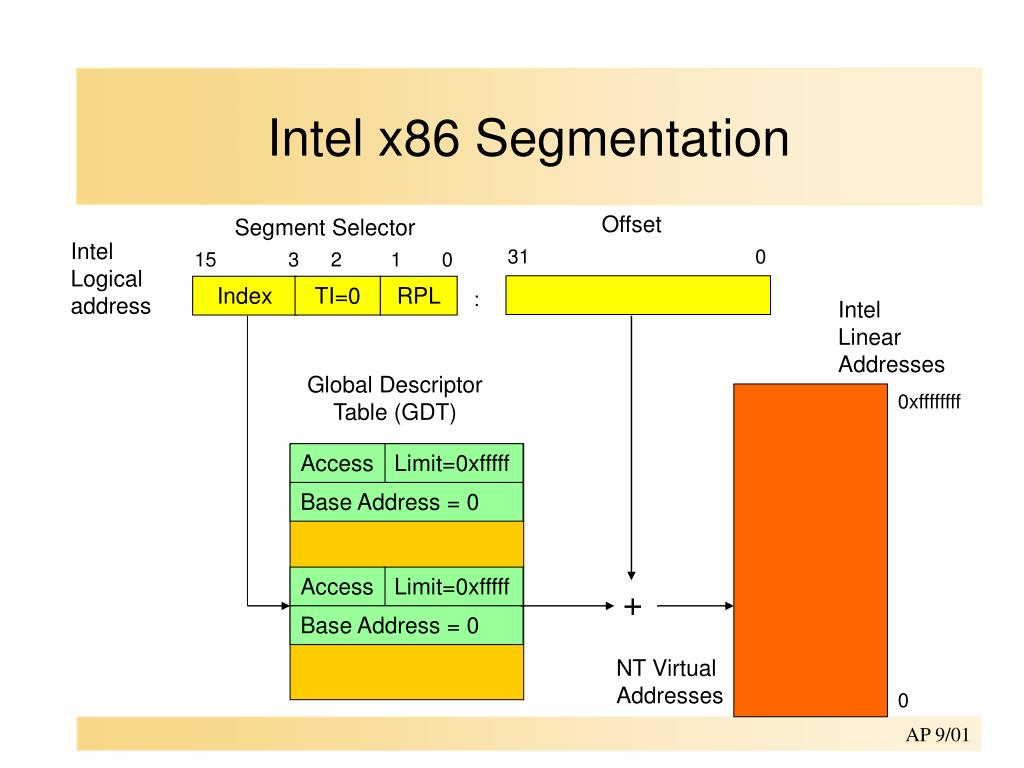 Intel x86 Segmentation
Segment Selector
Offset
Intel
Logical
address
15 3 2 1 0
31 0
Index TI=0 RPL :
Intel
Linear
Addresses
Global Descriptor
Table (GDT)
0xffffffff
Access Limit=0xfffff
Base Address = 0
Access Limit=0xfffff
Base Address = 0
+
NT Virtual
Addresses
0
AP 9/01